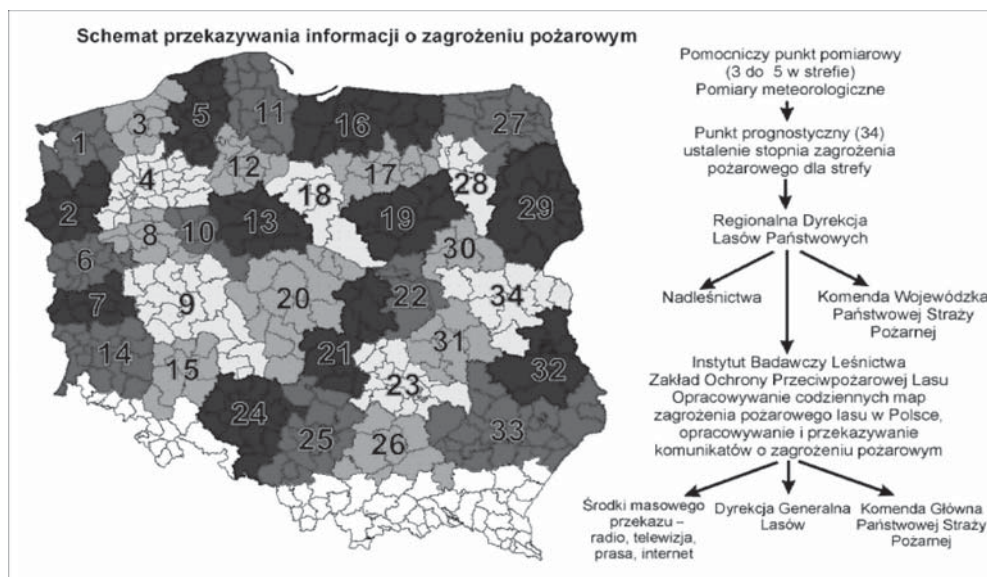 Schemat przekazywania informacji o zagrożeniu pożarowym
1
2
3
4
5
6
7
8
9
10
11
12
13
14
15
16
17
18
19
20
21
22
23
24
25
26
27
28
29
30
31
32
33
34
Pomocniczy punkt pomiarowy
(3 do 5 w strefie)
Pomiary meteorologiczne
Punkt prognostyczny (34)
ustalenie stopnia zagrożenia
pożarowego dla strefy
Regionalna Dyrekcja
Lasów Państwowych
Nadleśnictwa
Komenda Wojewódzka
Państwowej Straży
Pożarnej
Instytut Badawczy Leśnictwa
Zakład Ochrony Przeciwpożarowej Lasu
Opracowywanie codziennych map
zagrożenia pożarowego lasu w Polsce,
opracowywanie i przekazywanie
komunikatów o zagrożeniu pożarowym
Środki masowego
przekazu –
radio, telewizja,
prasa, internet
Dyrekcja Generalna
Lasów
Komenda Główna
Państwowej Straży
Pożarnej